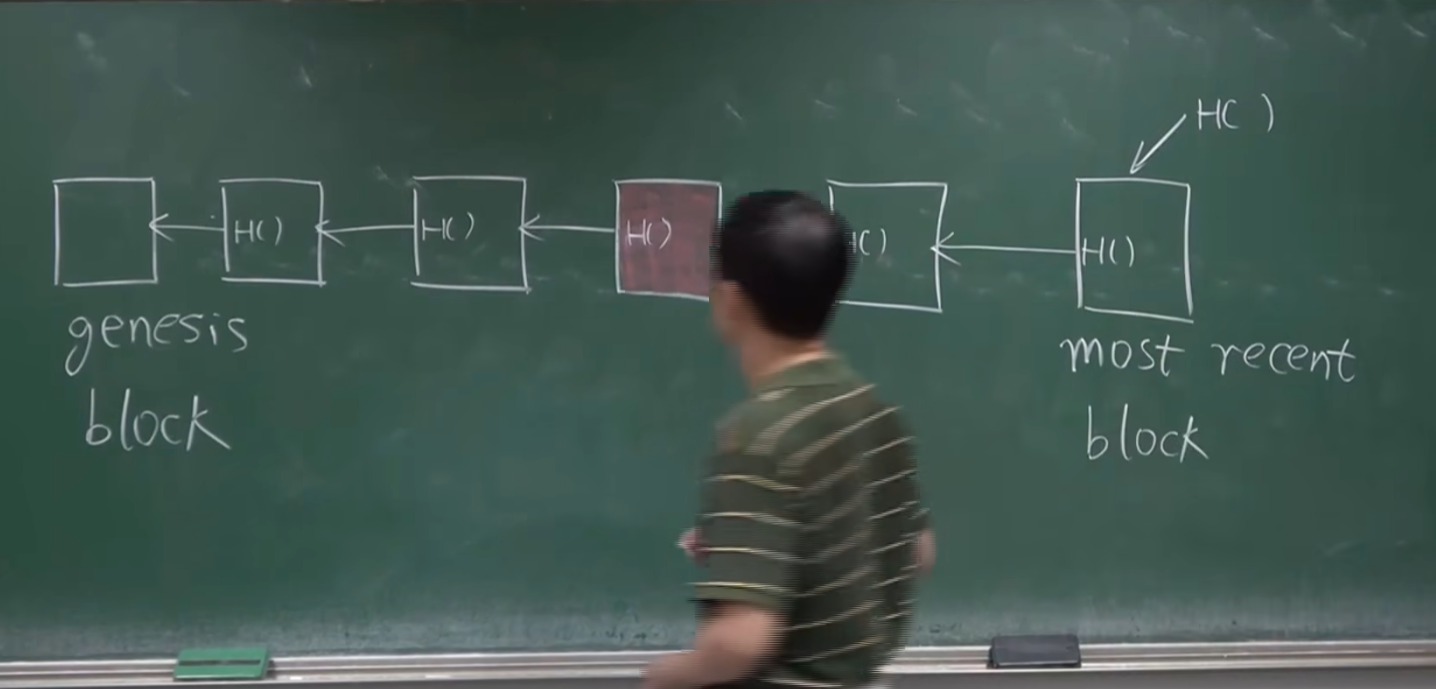 H( )
H() H() H() H() H()
genesis
block
most recent
block